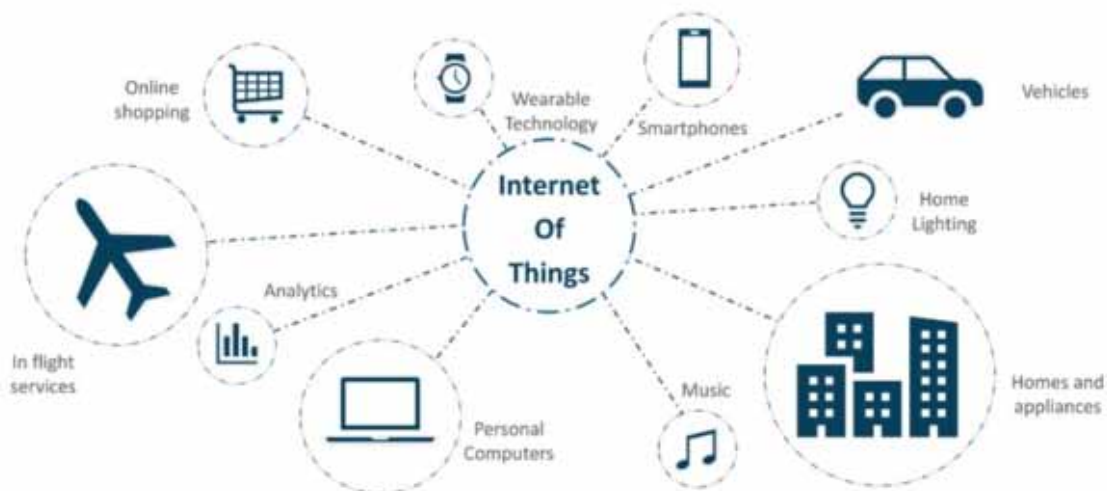 Online
shopping
Wearable
Technology
Smartphones
Vehicles
Internet
Of
Things
Home
Lighting
Analytics
In flight
services
Personal
Computers
Music
Homes and
appliances